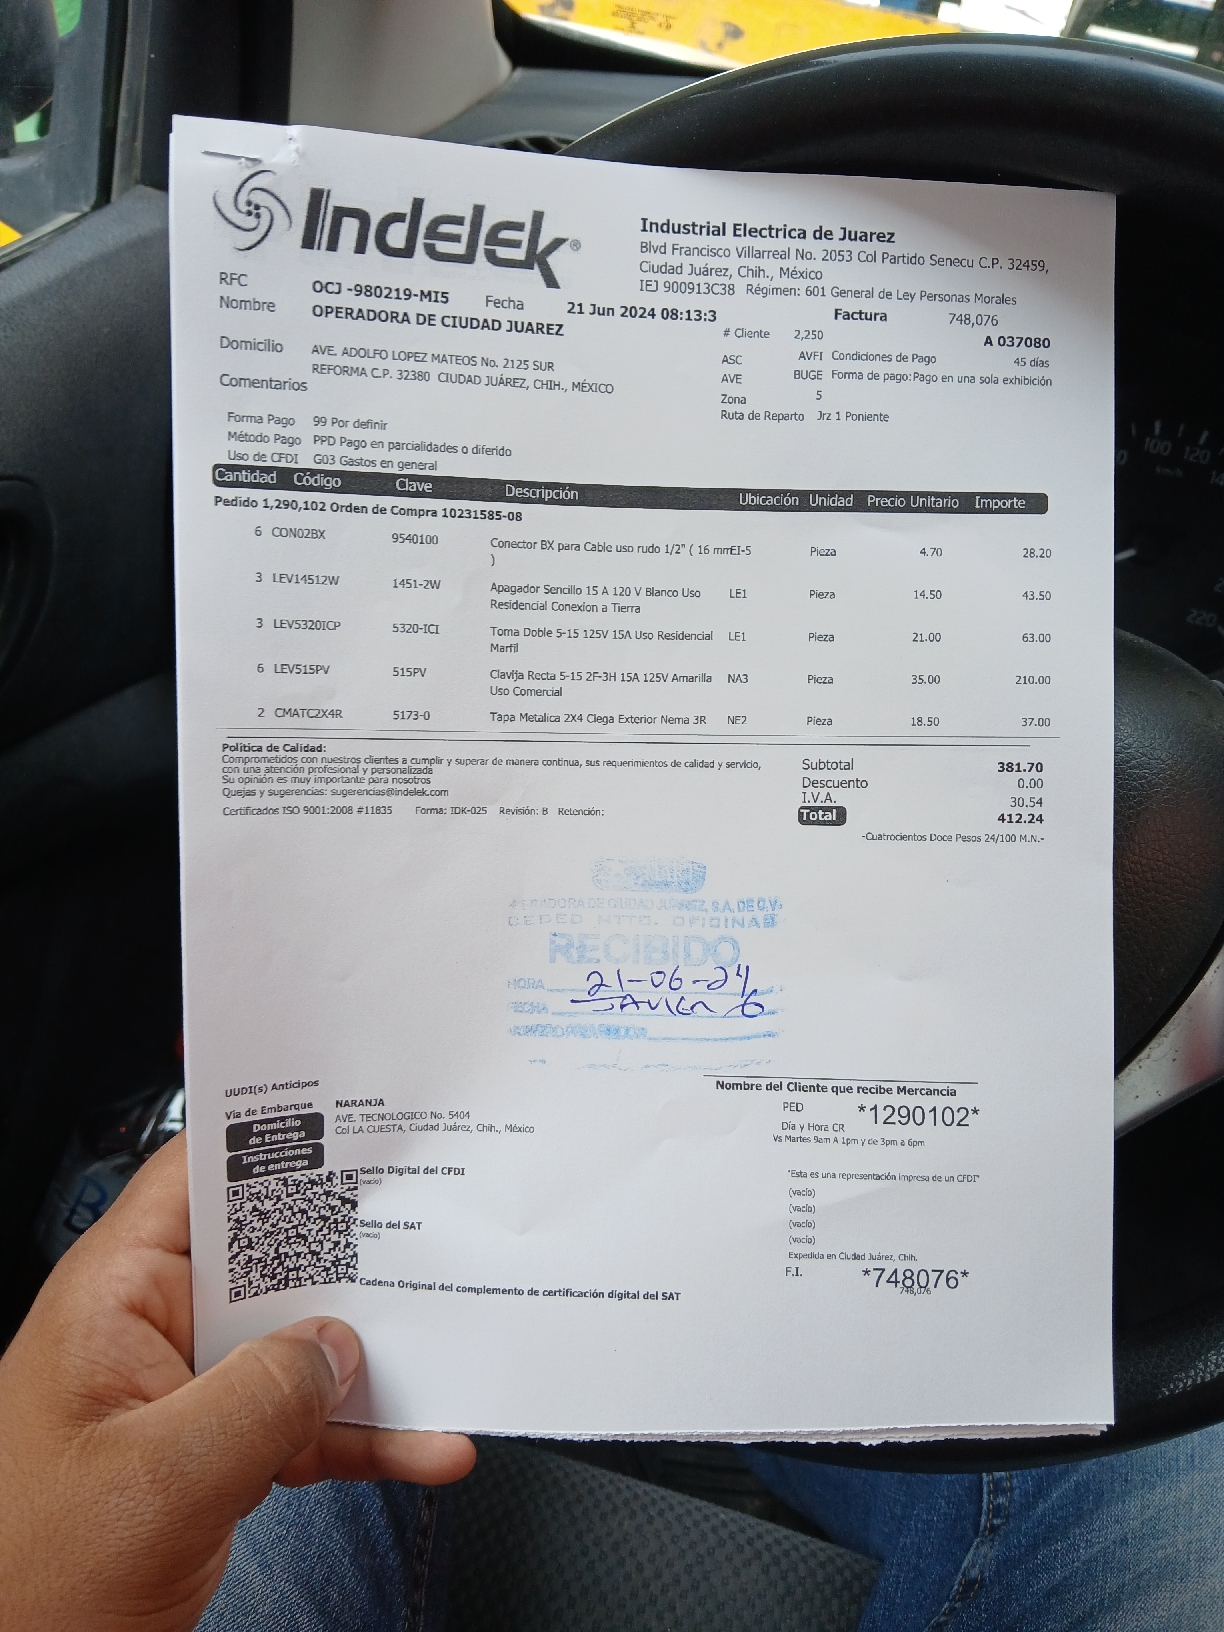 Indelek®
Industrial Electrica de Juarez
Blvd Francisco Villarreal No. 2053 Col Partido Senecu C.P. 32459,
Ciudad Juárez, Chih., México
IEJ 900913C38 Régimen: 601 General de Ley Personas Morales
RFC OCJ -980219-MI5 Fecha 21 Jun 2024 08:13:3
Nombre OPERADORA DE CIUDAD JUAREZ
Factura 748,076
A 037080
# Cliente 2,250
Domicilio AVE. ADOLFO LOPEZ MATEOS No. 2125 SUR
REFORMA C.P. 32380 CIUDAD JUÁREZ, CHIH., MÉXICO
Comentarios
ASC AVFI Condiciones de Pago 45 días
AVE BUGE Forma de pago:Pago en una sola exhibición
Zona 5
Ruta de Reparto Jrz 1 Poniente
Forma Pago 99 Por definir
Método Pago PPD Pago en parcialidades o diferido
Uso de CFDI G03 Gastos en general
Cantidad Código Clave Descripción Ubicación Unidad Precio Unitario Importe
Pedido 1,290,102 Orden de Compra 10231585-08
6 CON02BX 9540100 Conector BX para Cable uso rudo 1/2" ( 16 mm EI-5 Pieza 4.70 28.20
)
3 LEV14512W 1451-2W Apagador Sencillo 15 A 120 V Blanco Uso LE1 Pieza 14.50 43.50
Residencial Conexion a Tierra
3 LEV5320ICP 5320-ICI Toma Doble 5-15 125V 15A Uso Residencial LE1 Pieza 21.00 63.00
Marfil
6 LEV515PV 515PV Clavija Recta 5-15 2F-3H 15A 125V Amarilla NA3 Pieza 35.00 210.00
Uso Comercial
2 CMATC2X4R 5173-0 Tapa Metalica 2X4 Ciega Exterior Nema 3R NE2 Pieza 18.50 37.00
Politica de Calidad:
Comprometidos con nuestros clientes a cumplir y superar de manera continua, sus requerimientos de calidad y servicio,
con una atención profesional y personalizada
Su opinión es muy importante para nosotros
Quejas y sugerencias: sugerencias@indelek.com
Certificados ISO 9001:2008 #11835 Forma: IDK-025 Revisión: B Retención:
Subtotal 381.70
Descuento 0.00
I.V.A. 30.54
Total 412.24
-Cuatrocientos Doce Pesos 24/100 M.N.-
OPERADORA DE CIUDAD JUÁREZ, S.A. DE C.V.
CEPED MTTO. OFICINAS
RECIBIDO
HORA 21-06-24
FECHA JAVIER G
UUDI(s) Anticipos
Via de Embarque NARANJA
Domicilio
de Entrega
AVE. TECNOLOGICO No. 5404
Col LA CUESTA, Ciudad Juárez, Chih., México
Instrucciones
de entrega
Nombre del Cliente que recibe Mercancia
PED *1290102*
Día y Hora CR
Vs Martes 9am A 1pm y de 3pm a 6pm
Sello Digital del CFDI
(vacío)
Sello del SAT
(vacío)
Cadena Original del complemento de certificación digital del SAT
"Esta es una representación impresa de un CFDI"
(vacío)
(vacío)
(vacío)
(vacío)
Expedida en Ciudad Juárez, Chih.
F.I. *748076*
748,076
100
120
km/h
220